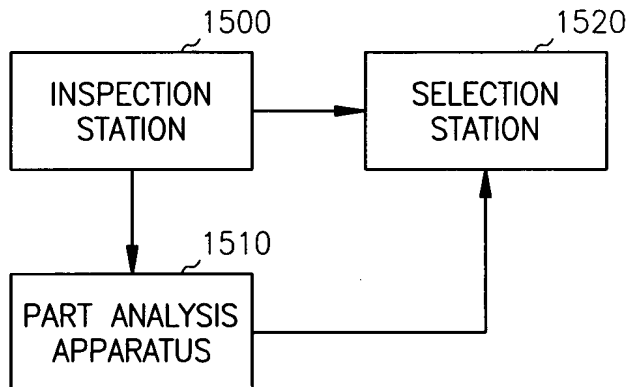 1500
INSPECTION
STATION
1520
SELECTION
STATION
1510
PART ANALYSIS
APPARATUS